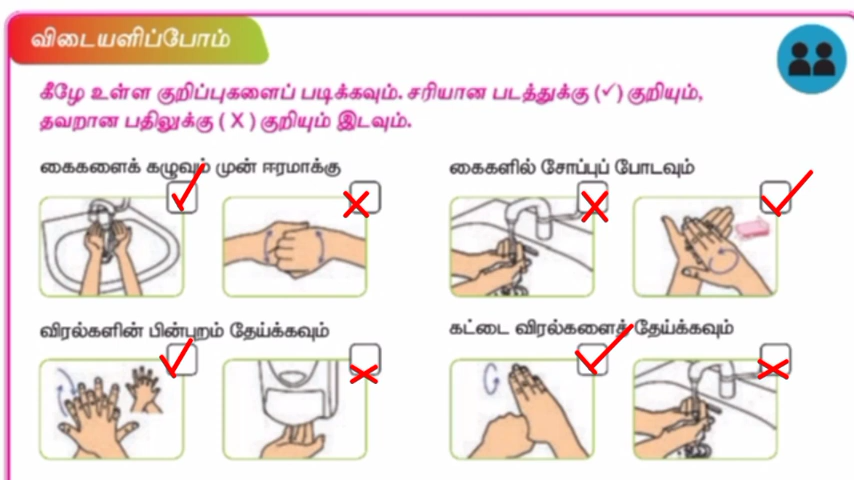 விடையளிப்போம்
கீழே உள்ள குறிப்புகளைப் படிக்கவும். சரியான படத்துக்கு (✓) குறியும்,
தவறான பதிலுக்கு ( X ) குறியும் இடவும்.
கைகளைக் கழுவும் முன் ஈரமாக்கு
கைகளில் சோப்புப் போடவும்
விரல்களின் பின்புறம் தேய்க்கவும்
கட்டை விரல்களைத் தேய்க்கவும்